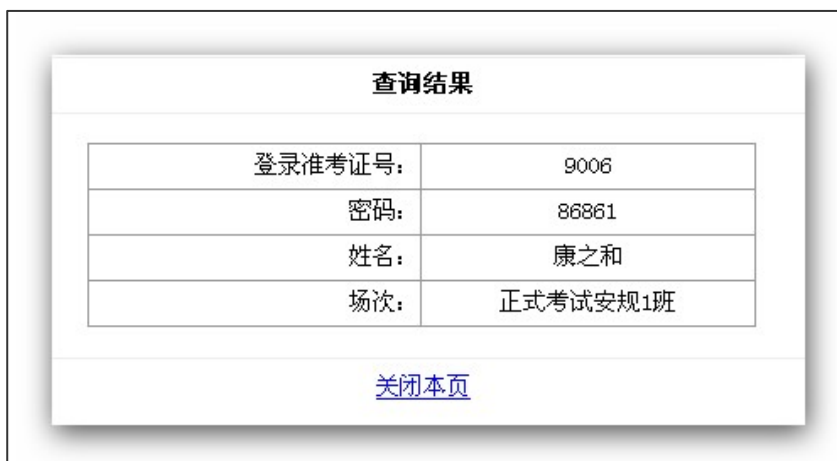 查询结果
登录准考证号： 9006
密码： 86861
姓名： 康之和
场次： 正式考试安规1班
关闭本页